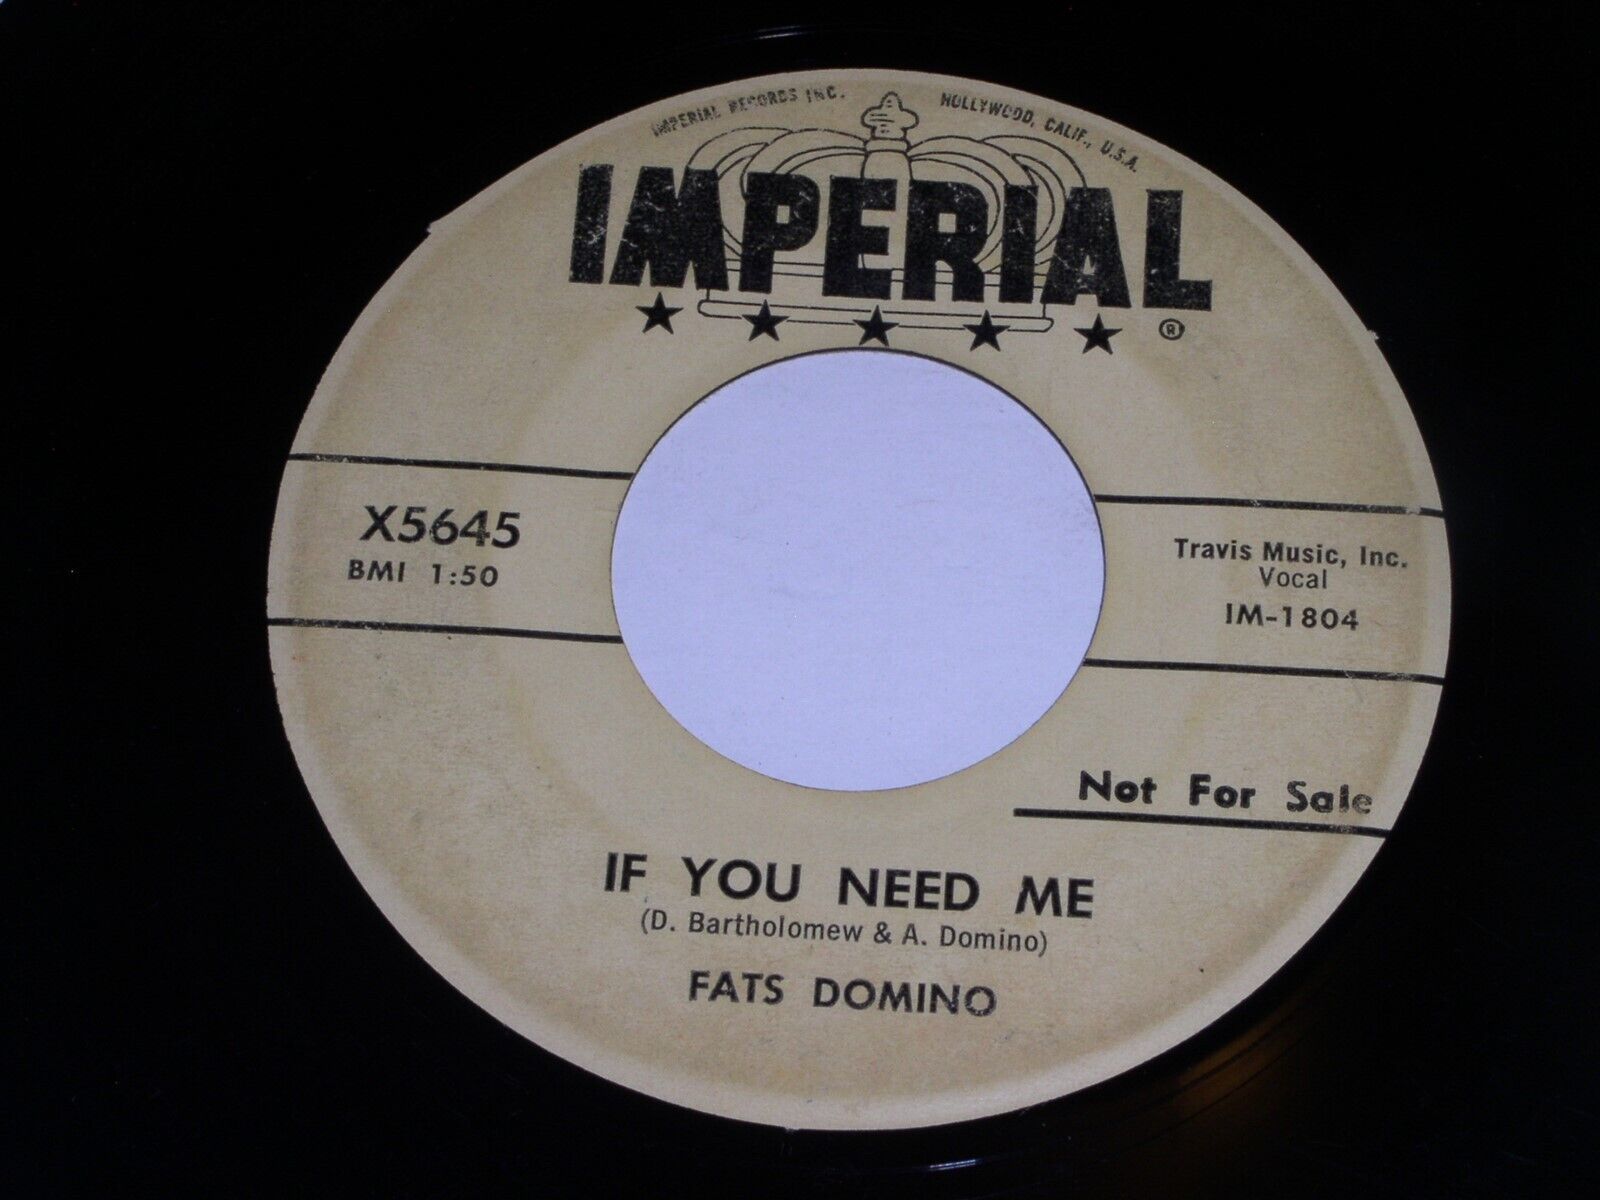 IMPERIAL RECORDS INC. HOLLYWOOD, CALIF., U.S.A.
IMPERIAL
®
X5645
BMI 1:50
Travis Music, Inc.
Vocal
IM-1804
Not For Sale
IF YOU NEED ME
(D. Bartholomew & A. Domino)
FATS DOMINO